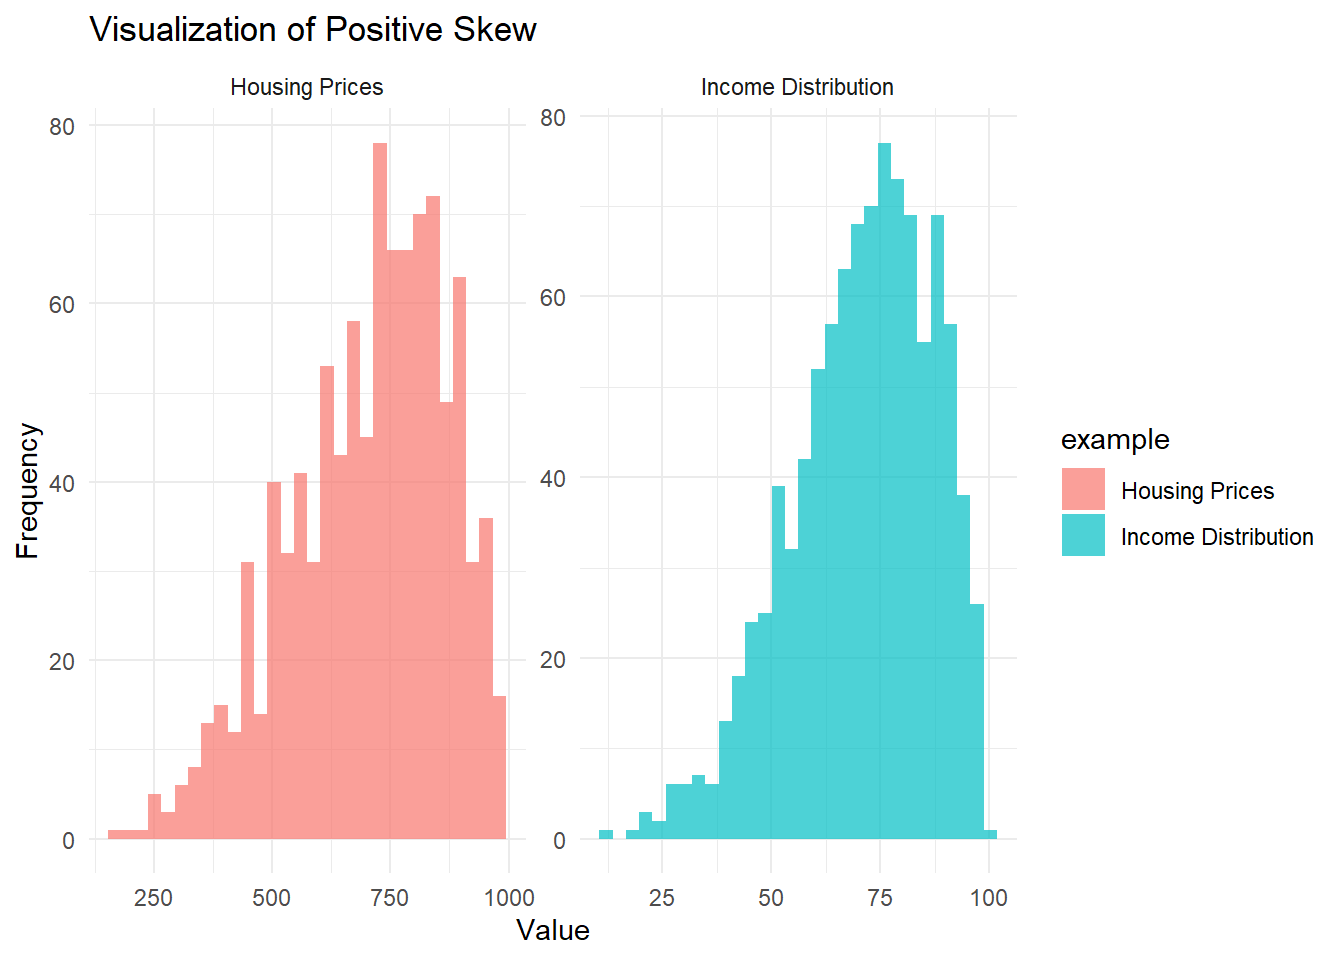 Visualization of Positive Skew
Housing Prices
Income Distribution
80
60
40
20
0
80
60
40
20
0
250 500 750 1000
25 50 75 100
Frequency
Value
example
Housing Prices
Income Distribution